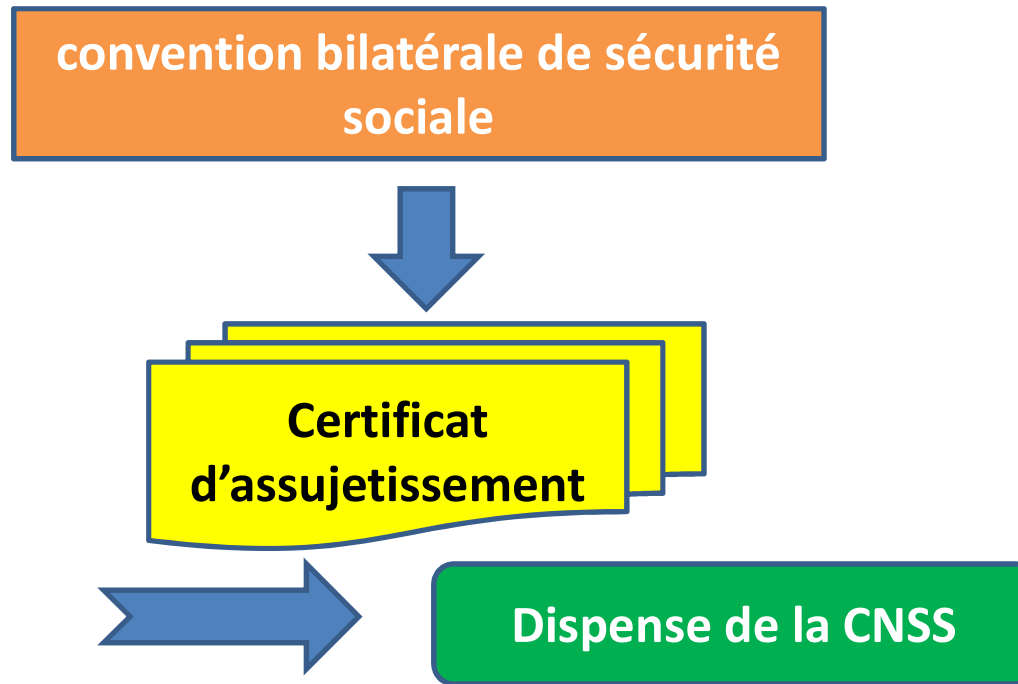 convention bilatérale de sécurité
sociale
Certificat
d’assujetissement
Dispense de la CNSS